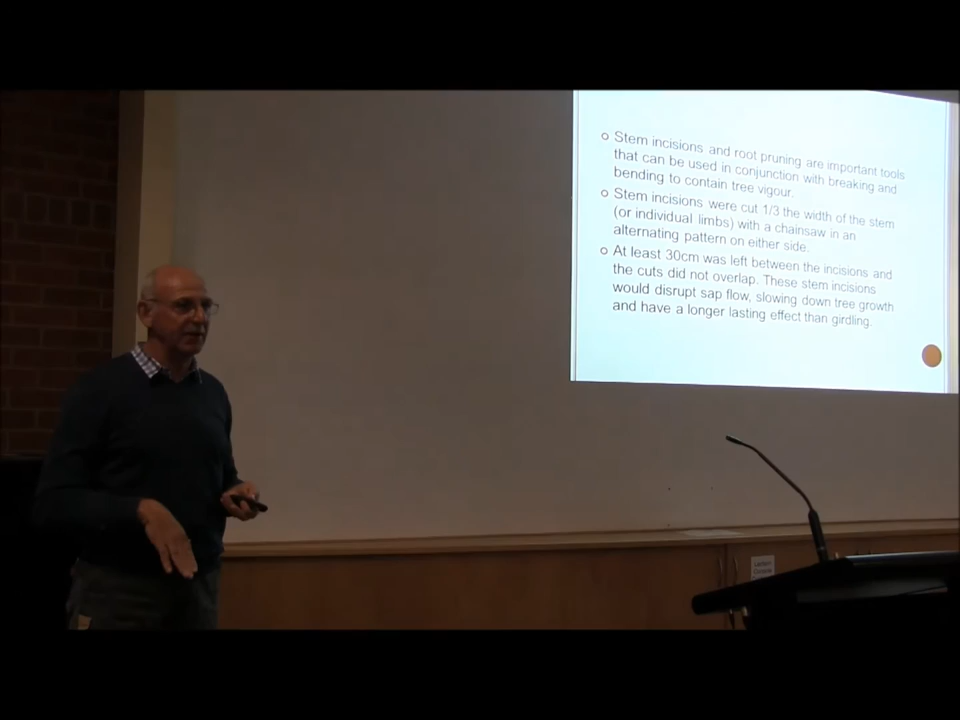 Stem incisions and root pruning are important tools
that can be used in conjunction with breaking and
bending to contain tree vigour.
Stem incisions were cut 1/3 the width of the stem
(or individual limbs) with a chainsaw in an
alternating pattern on either side.
At least 30cm was left between the incisions and
the cuts did not overlap. These stem incisions
would disrupt sap flow, slowing down tree growth
and have a longer lasting effect than girdling.